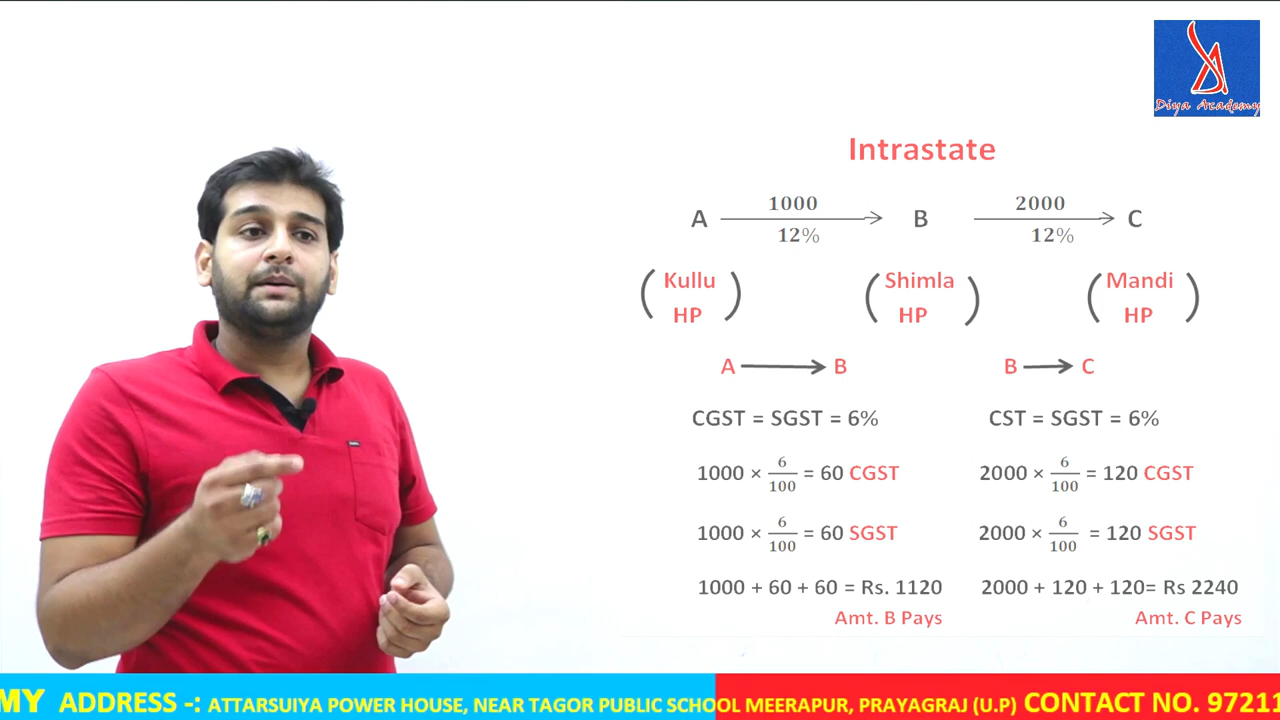 Diya Academy
Intrastate
A 1000 12% B 2000 12% C
(Kullu HP) (Shimla HP) (Mandi HP)
A → B
CGST = SGST = 6%
1000 × 6/100 = 60 CGST
1000 × 6/100 = 60 SGST
1000 + 60 + 60 = Rs. 1120
Amt. B Pays
B → C
CST = SGST = 6%
2000 × 6/100 = 120 CGST
2000 × 6/100 = 120 SGST
2000 + 120 + 120= Rs 2240
Amt. C Pays
MY ADDRESS -: ATTARSUIYA POWER HOUSE, NEAR TAGOR PUBLIC SCHOOL MEERAPUR, PRAYAGRAJ (U.P) CONTACT NO. 97211